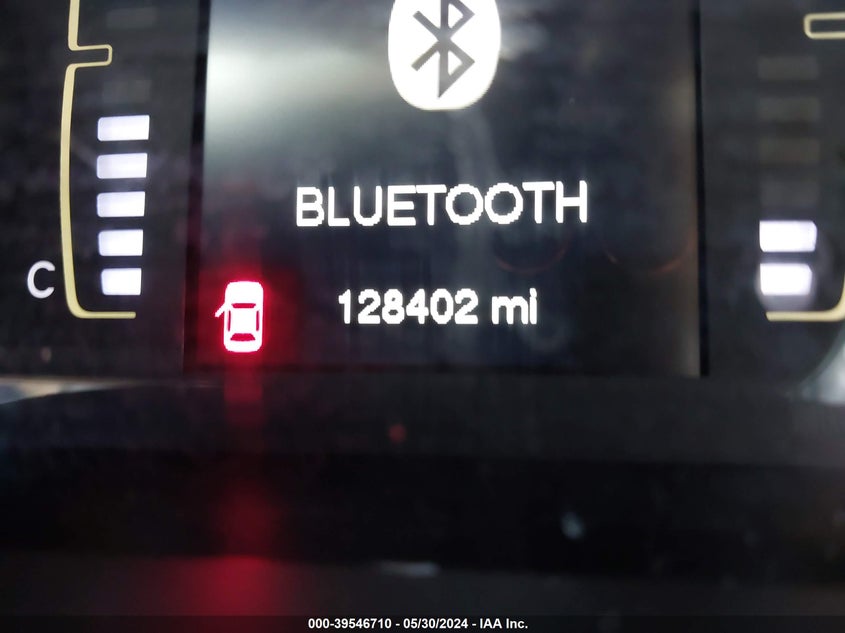 BLUETOOTH
C
128402 mi
000-39546710 - 05/30/2024 - IAA Inc.